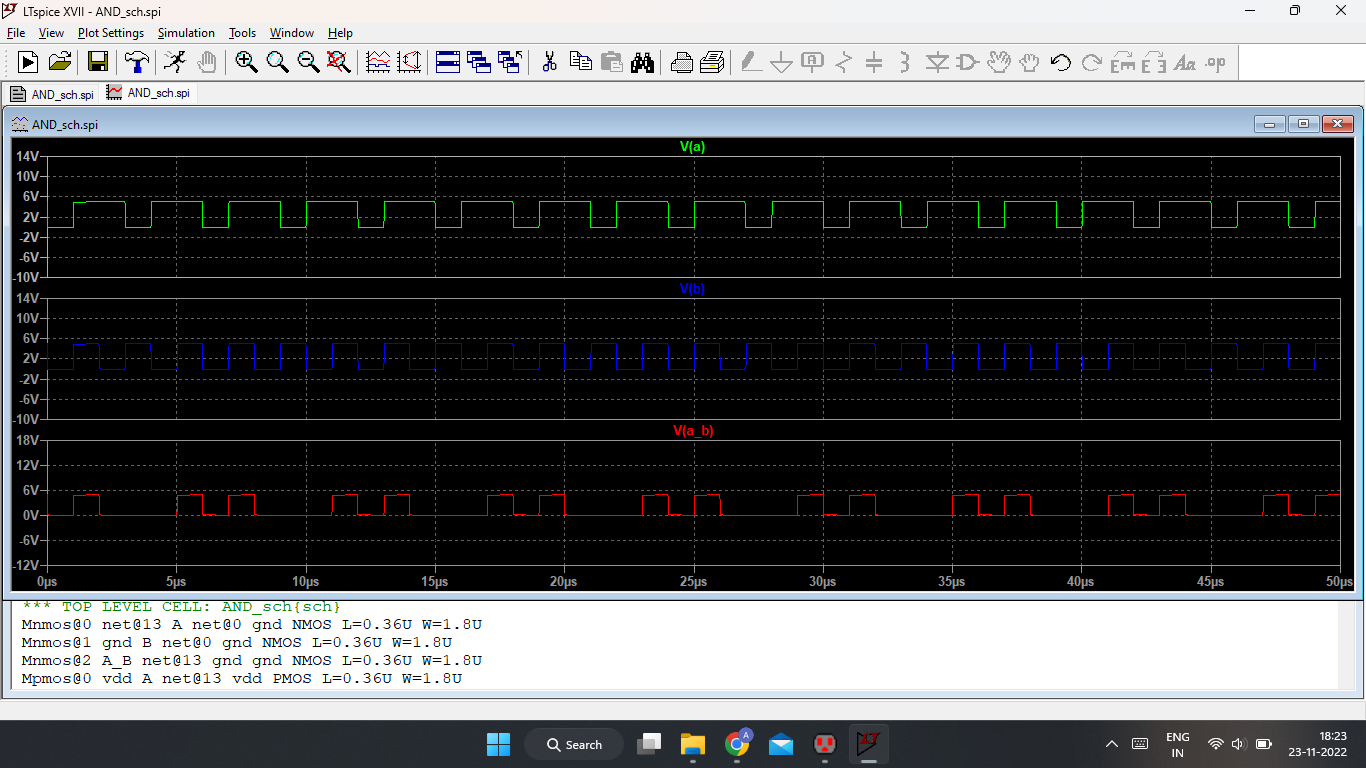 LTspice XVII - AND_sch.spi
File View Plot Settings Simulation Tools Window Help
AND_sch.spi AND_sch.spi
AND_sch.spi
V(a)
14V
10V
6V
2V
-2V
-6V
-10V
V(b)
14V
10V
6V
2V
-2V
-6V
-10V
V(a_b)
18V
12V
6V
0V
-6V
-12V
0µs 5µs 10µs 15µs 20µs 25µs 30µs 35µs 40µs 45µs 50µs
*** TOP LEVEL CELL: AND_sch{sch}
Mnmos@0 net@13 A net@0 gnd NMOS L=0.36U W=1.8U
Mnmos@1 gnd B net@0 gnd NMOS L=0.36U W=1.8U
Mnmos@2 A_B net@13 gnd gnd NMOS L=0.36U W=1.8U
Mpmos@0 vdd A net@13 vdd PMOS L=0.36U W=1.8U
Search
A
ENG
IN
18:23
23-11-2022